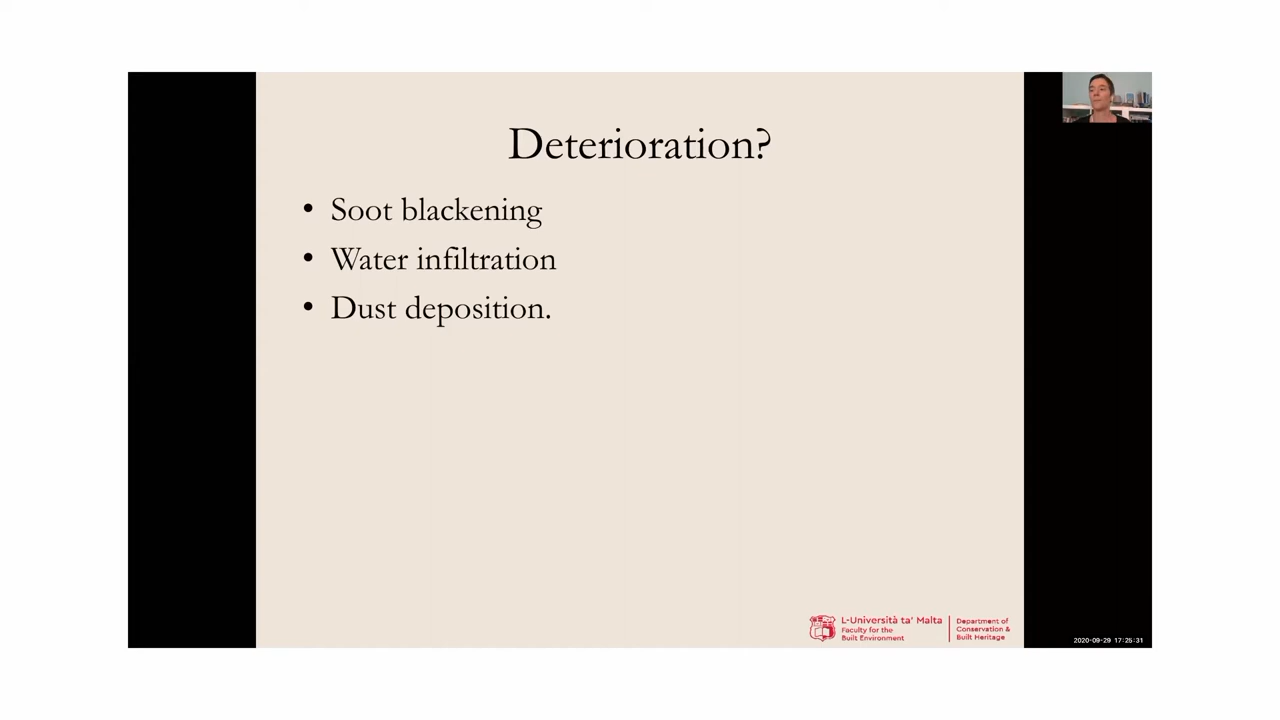 Deterioration?
• Soot blackening
• Water infiltration
• Dust deposition.
L-Università ta' Malta
Faculty for the
Built Environment
Department of
Conservation &
Built Heritage
2020-09-29 17:25:31